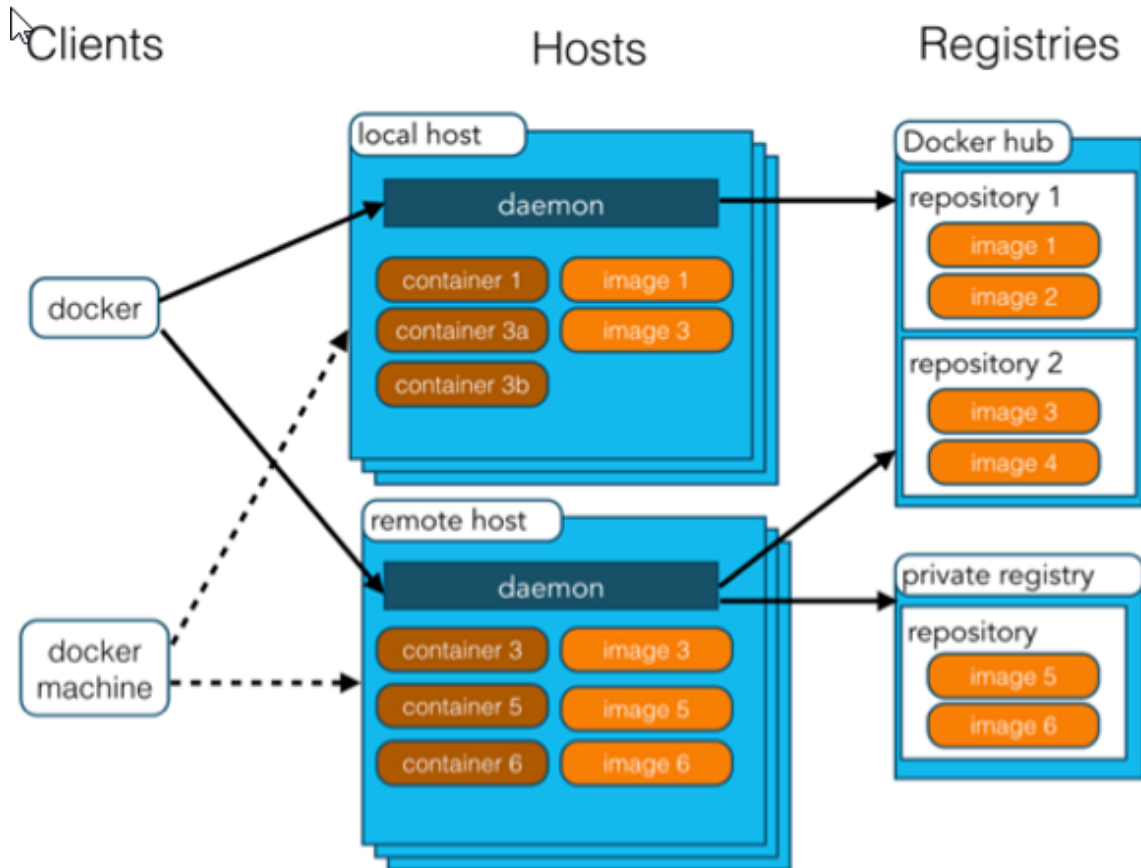 Clients
Hosts
Registries
docker
docker
machine
local host
daemon
container 1
image 1
container 3a
image 3
container 3b
remote host
daemon
container 3
image 3
container 5
image 5
container 6
image 6
Docker hub
repository 1
image 1
image 2
repository 2
image 3
image 4
private registry
repository
image 5
image 6